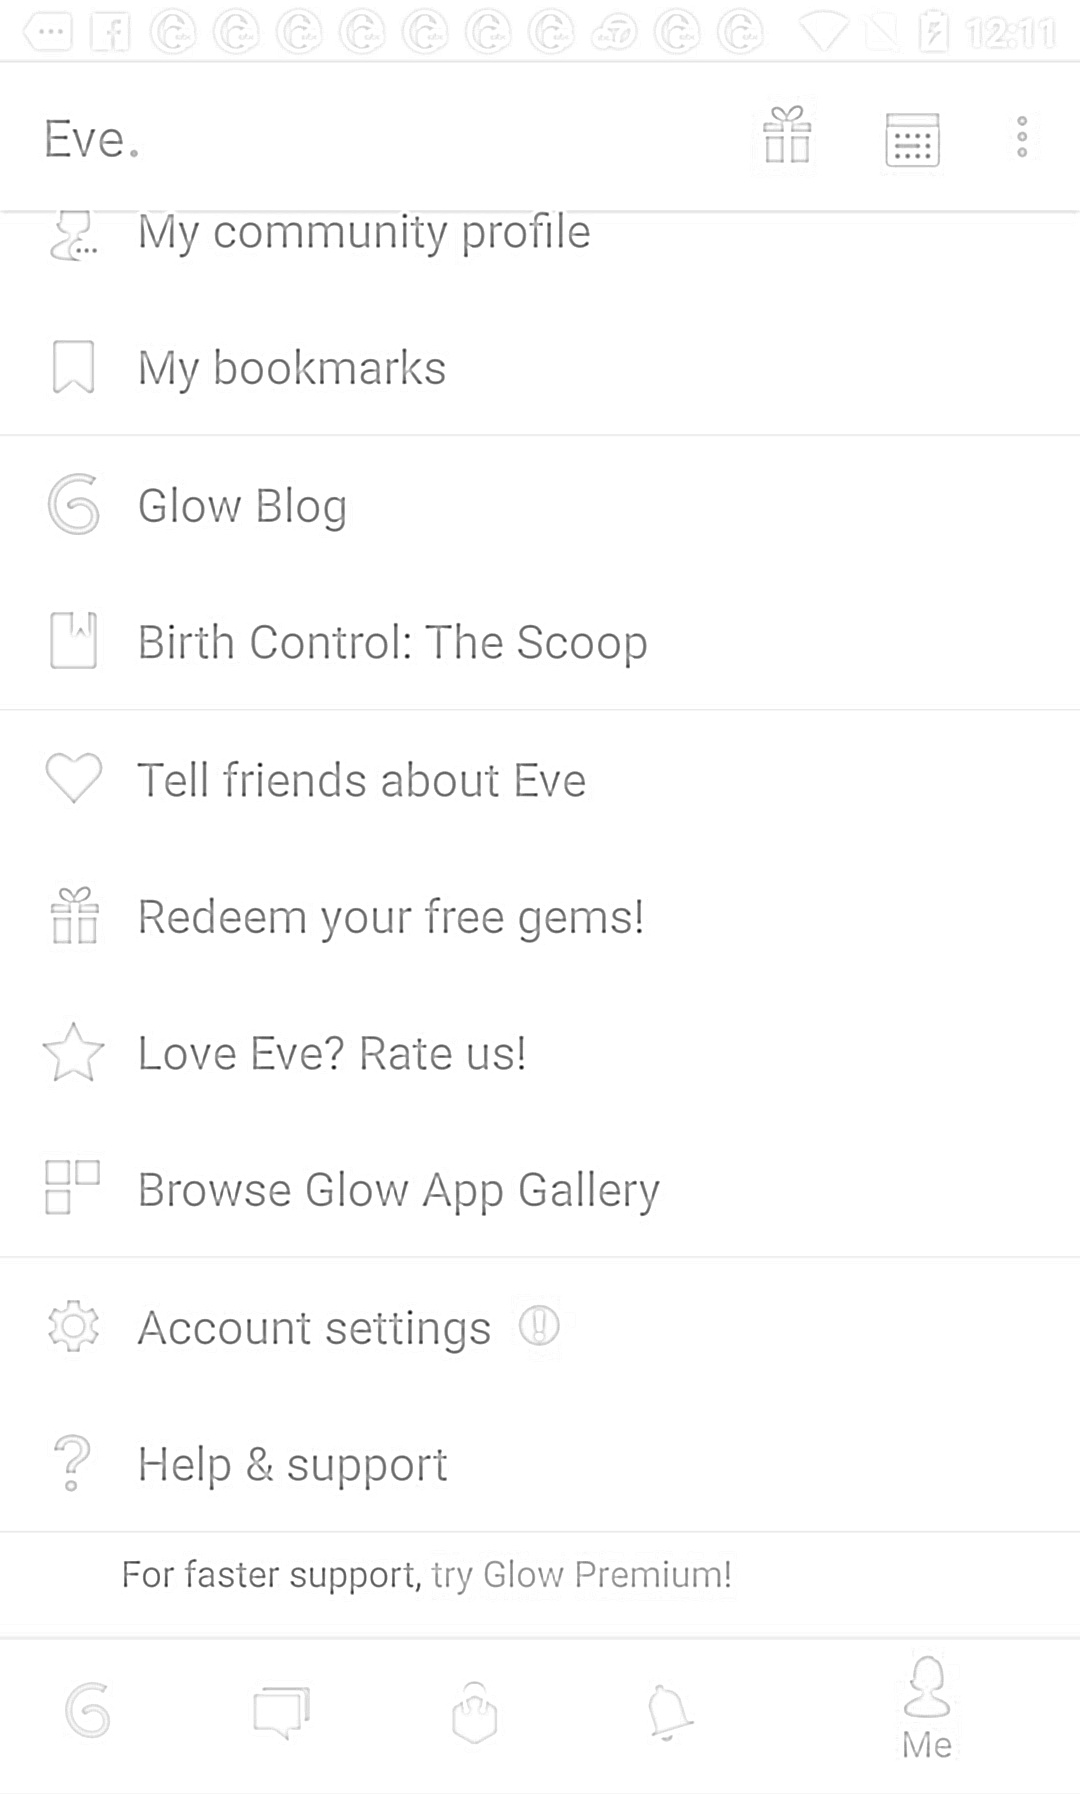 12:11
Eve.
My community profile
My bookmarks
Glow Blog
Birth Control: The Scoop
Tell friends about Eve
Redeem your free gems!
Love Eve? Rate us!
Browse Glow App Gallery
Account settings
Help & support
For faster support, try Glow Premium!
Me